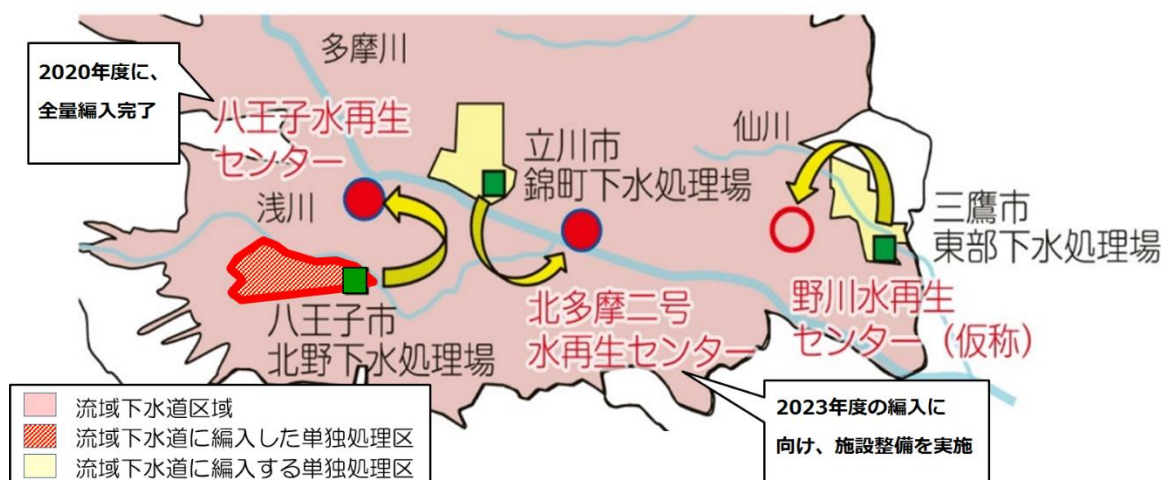 2020年度に、
全量編入完了
多摩川
八王子水再生
センター
浅川
八王子市
北野下水処理場
立川市
錦町下水処理場
北多摩二号
水再生センター
仙川
三鷹市
東部下水処理場
野川水再生
センター（仮称）
2023年度の編入に
向け、施設整備を実施
流域下水道区域
流域下水道に編入した単独処理区
流域下水道に編入する単独処理区